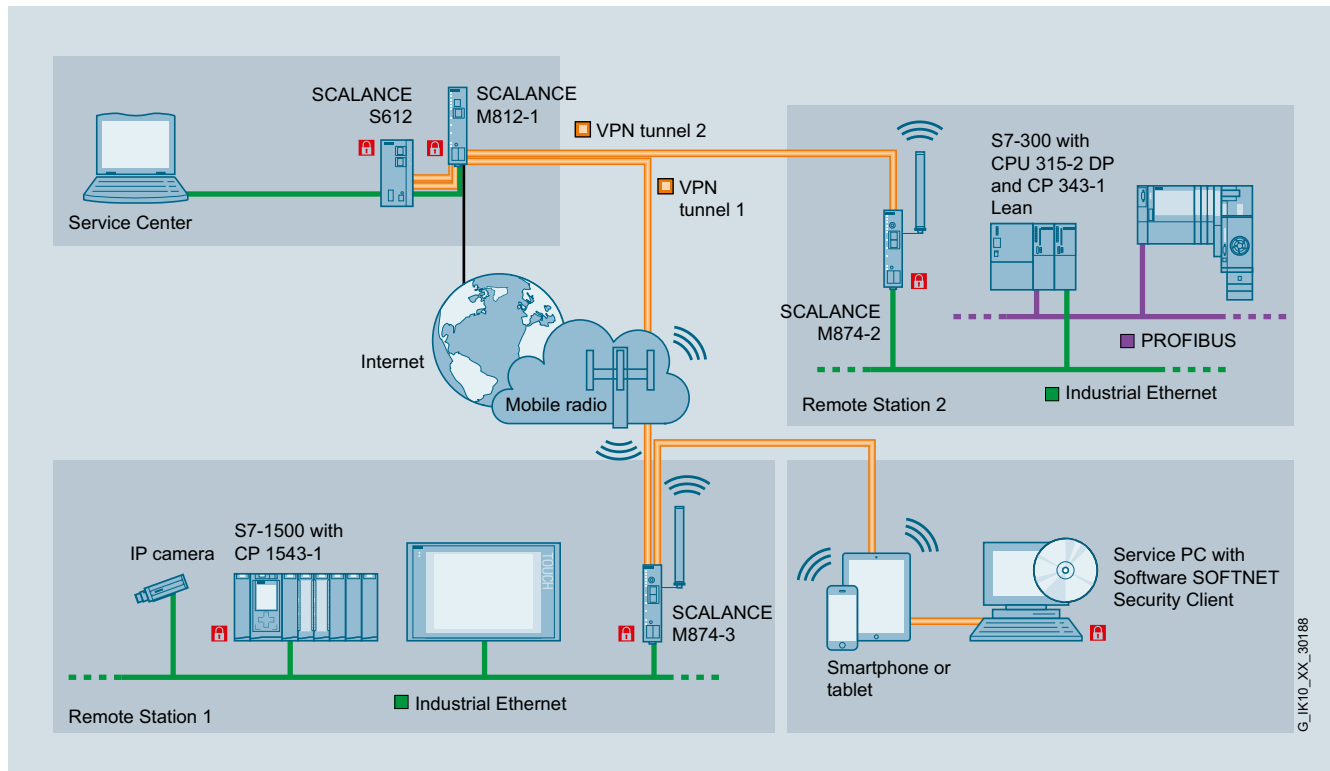 SCALANCE
S612
SCALANCE
M812-1
Service Center
VPN tunnel 2
VPN
tunnel 1
Internet
Mobile radio
S7-300 with
CPU 315-2 DP
and CP 343-1
Lean
SCALANCE
M874-2
PROFIBUS
Industrial Ethernet
Remote Station 2
IP camera
S7-1500 with
CP 1543-1
TOUCH
SCALANCE
M874-3
Industrial Ethernet
Remote Station 1
Smartphone or
tablet
Service PC with
Software SOFTNET
Security Client
G_IK10_XX_30188